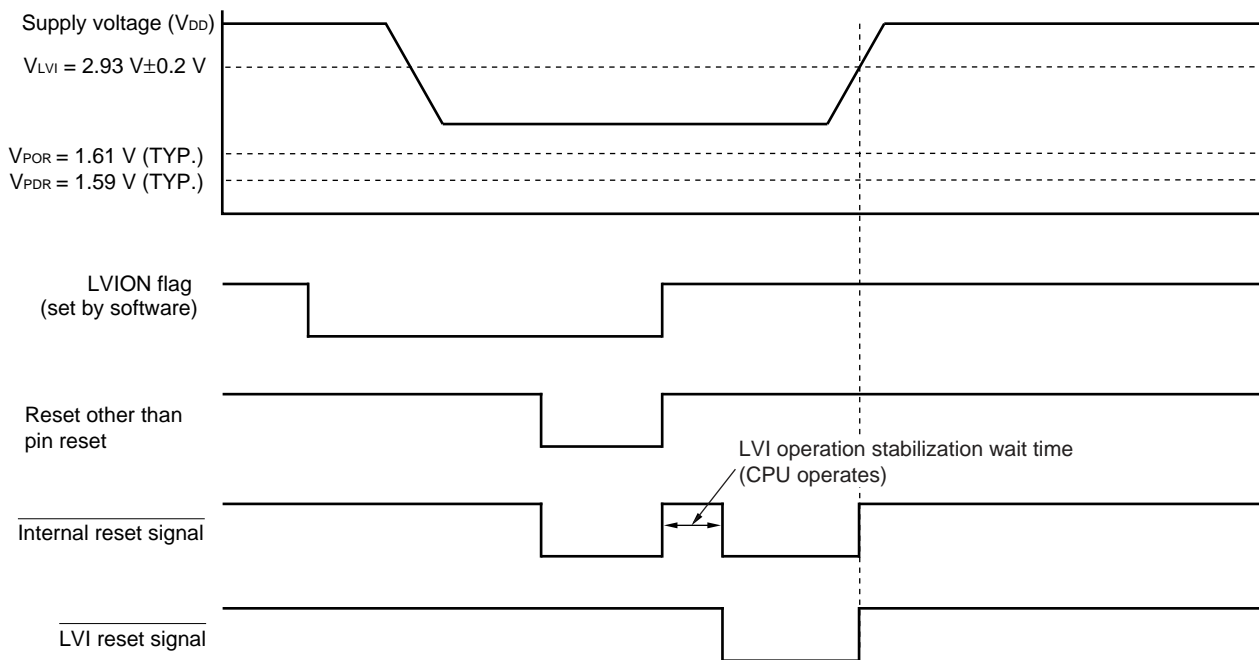 Supply voltage (VDD)
VLVI = 2.93 V±0.2 V
VPOR = 1.61 V (TYP.)
VPDR = 1.59 V (TYP.)
LVION flag
(set by software)
Reset other than
pin reset
LVI operation stabilization wait time
(CPU operates)
Internal reset signal
LVI reset signal